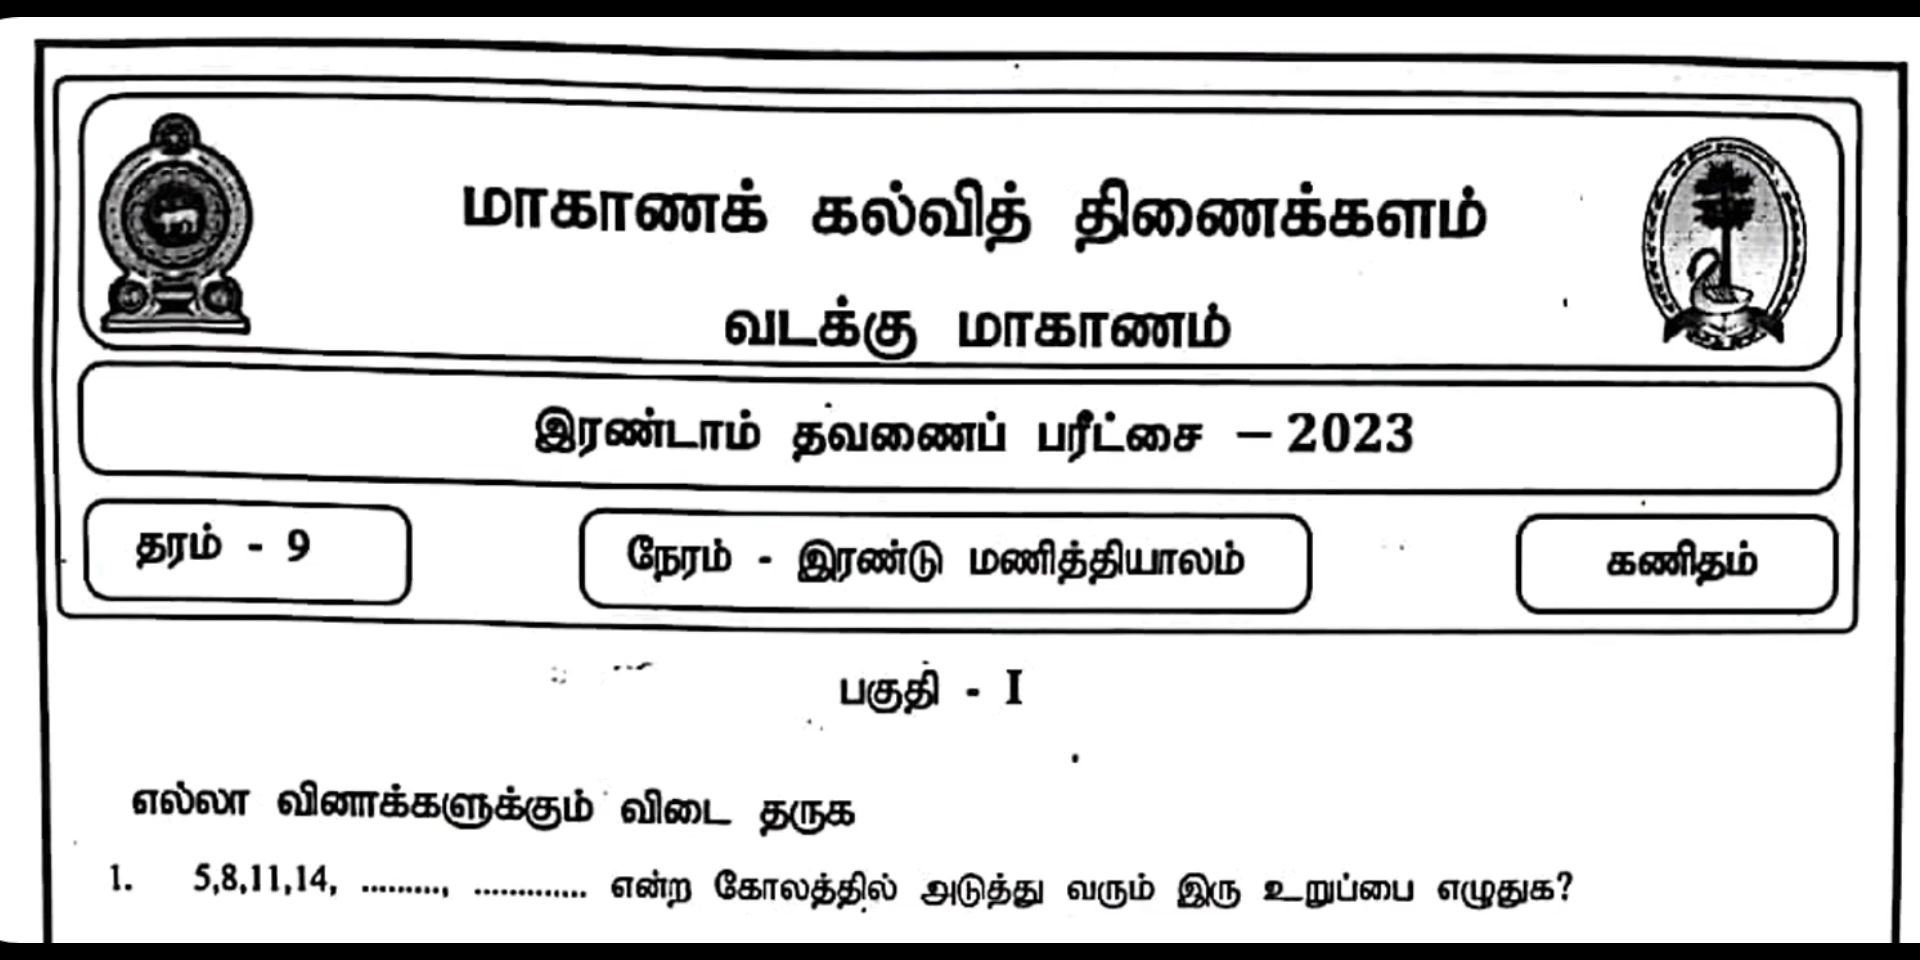 மாகாணக் கல்வித் திணைக்களம்
வடக்கு மாகாணம்
இரண்டாம் தவணைப் பரீட்சை – 2023
தரம் - 9
நேரம் - இரண்டு மணித்தியாலம்
கணிதம்
பகுதி - I
எல்லா வினாக்களுக்கும் விடை தருக
1. 5,8,11,14, ........., ............. என்ற கோலத்தில் அடுத்து வரும் இரு உறுப்பை எழுதுக?